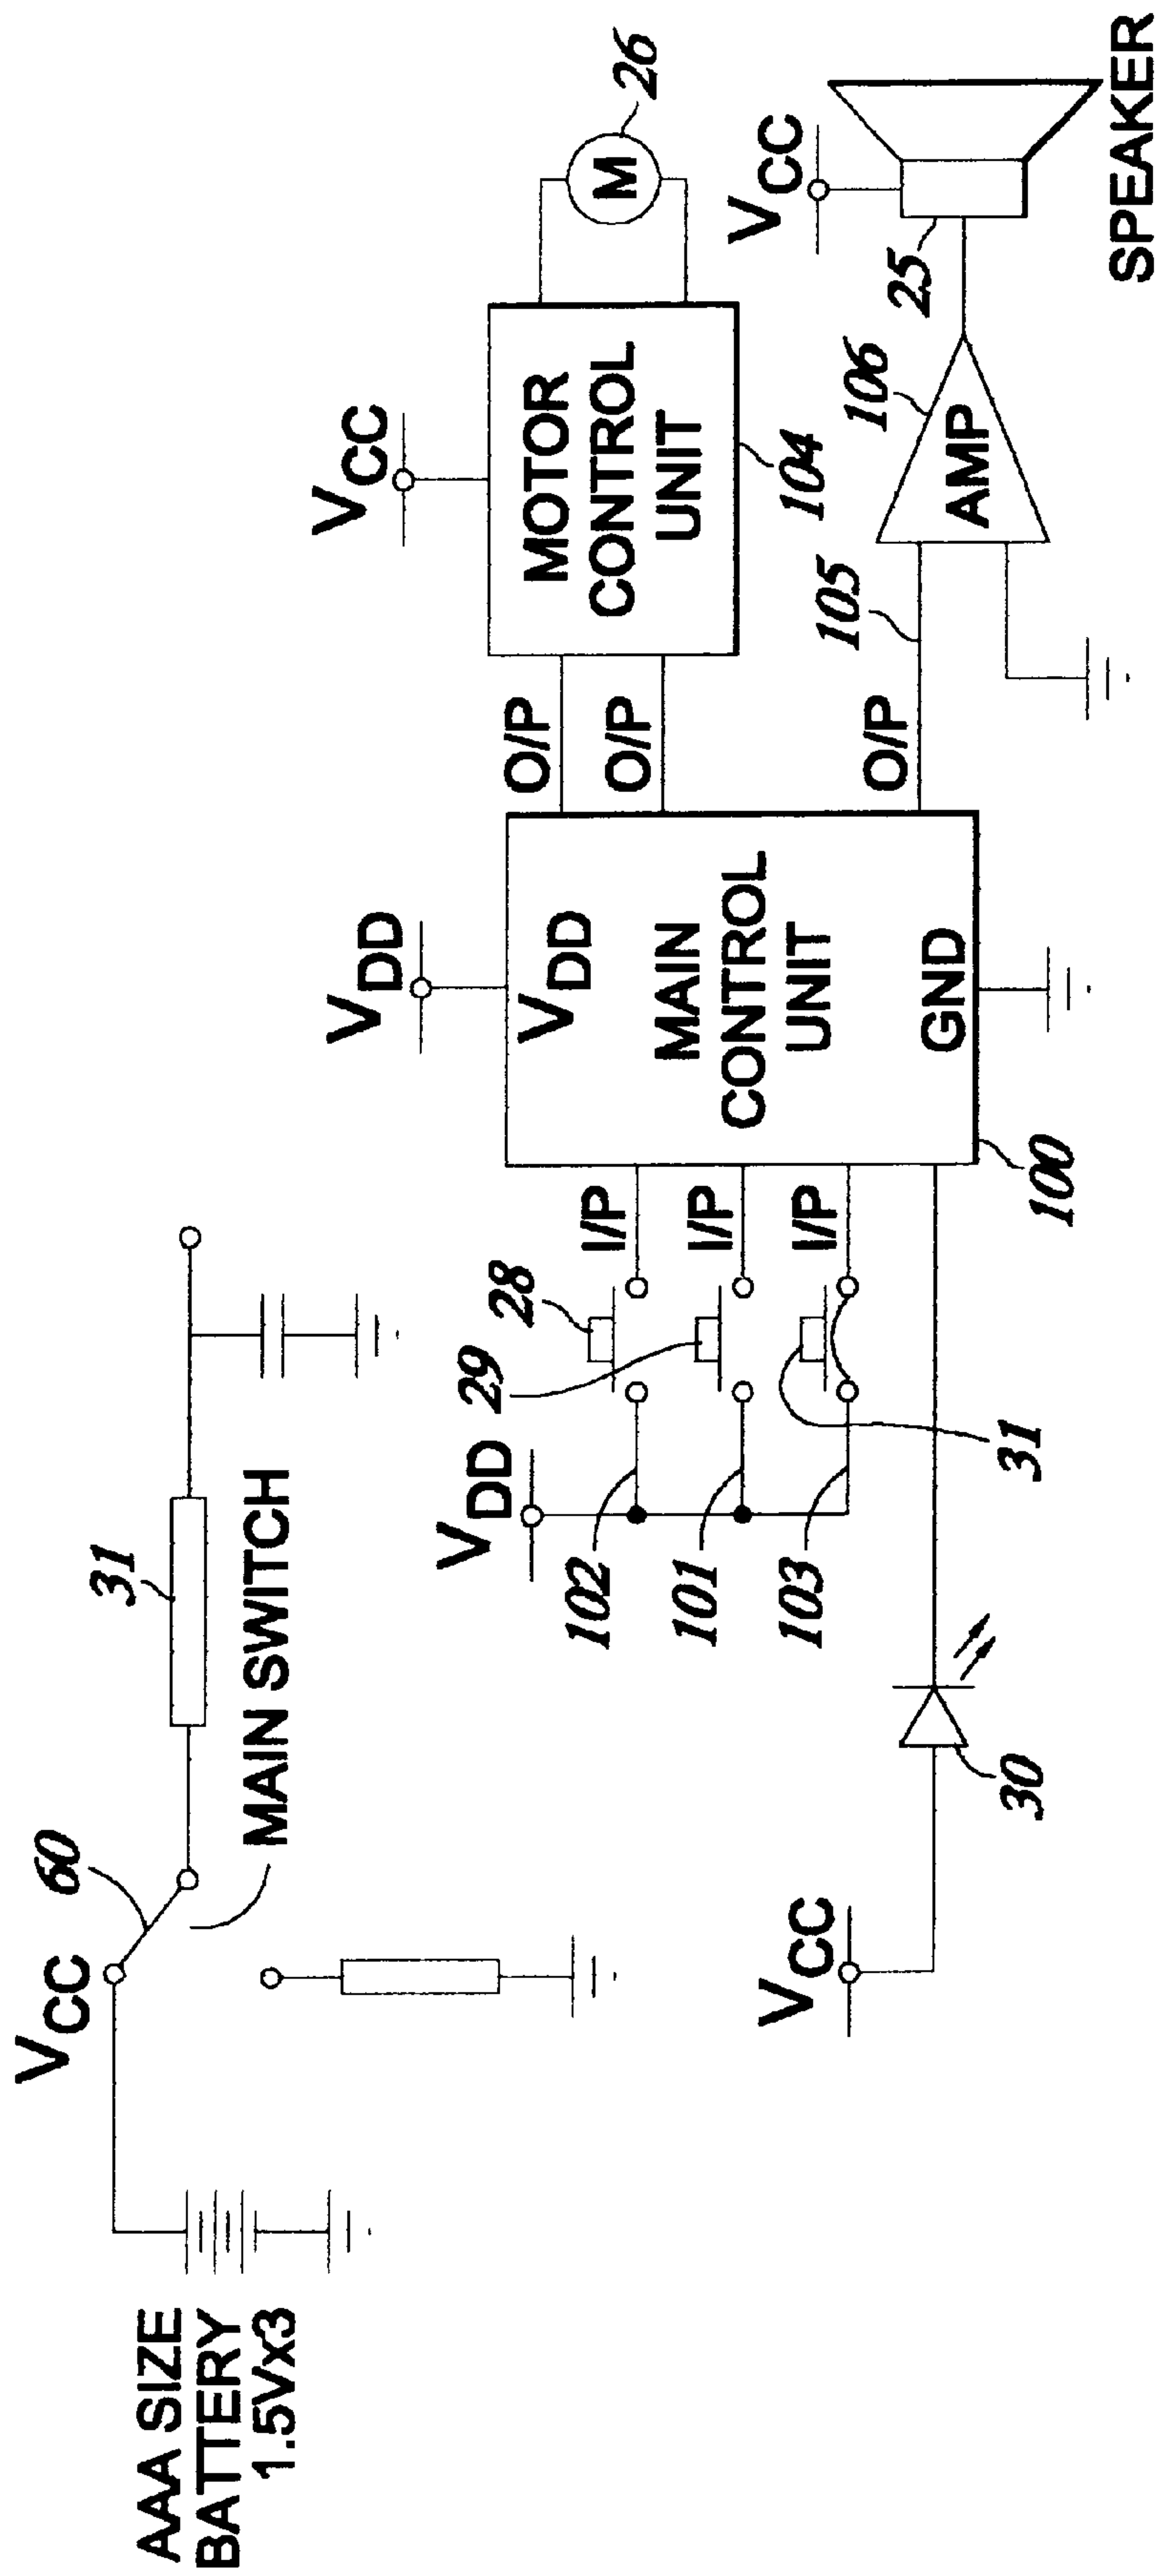 AAA SIZE
BATTERY
1.5Vx3
VCC
60
MAIN SWITCH
31
VCC
30
VDD
102
101
103
28
29
31
I/P
I/P
I/P
VDD
VDD
MAIN
CONTROL
UNIT
GND
100
O/P
O/P
O/P
105
VCC
MOTOR
CONTROL
UNIT
104
M
26
AMP
106
25
VCC
SPEAKER